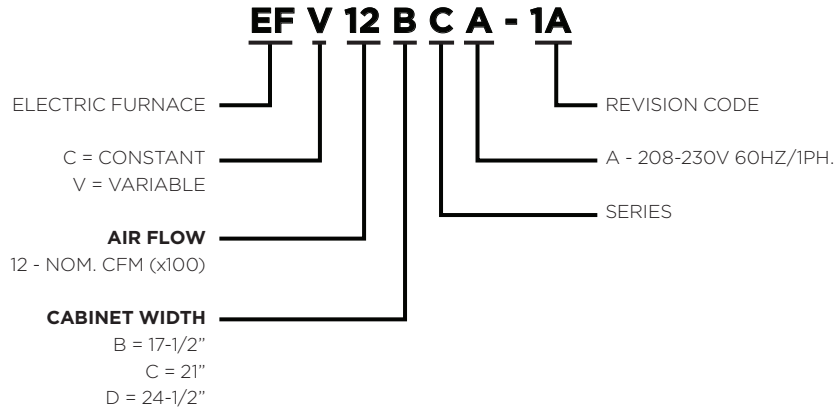 EF V 12 B C A - 1A
ELECTRIC FURNACE
C = CONSTANT
V = VARIABLE
AIR FLOW
12 - NOM. CFM (x100)
CABINET WIDTH
B = 17-1/2”
C = 21”
D = 24-1/2”
REVISION CODE
A - 208-230V 60HZ/1PH.
SERIES